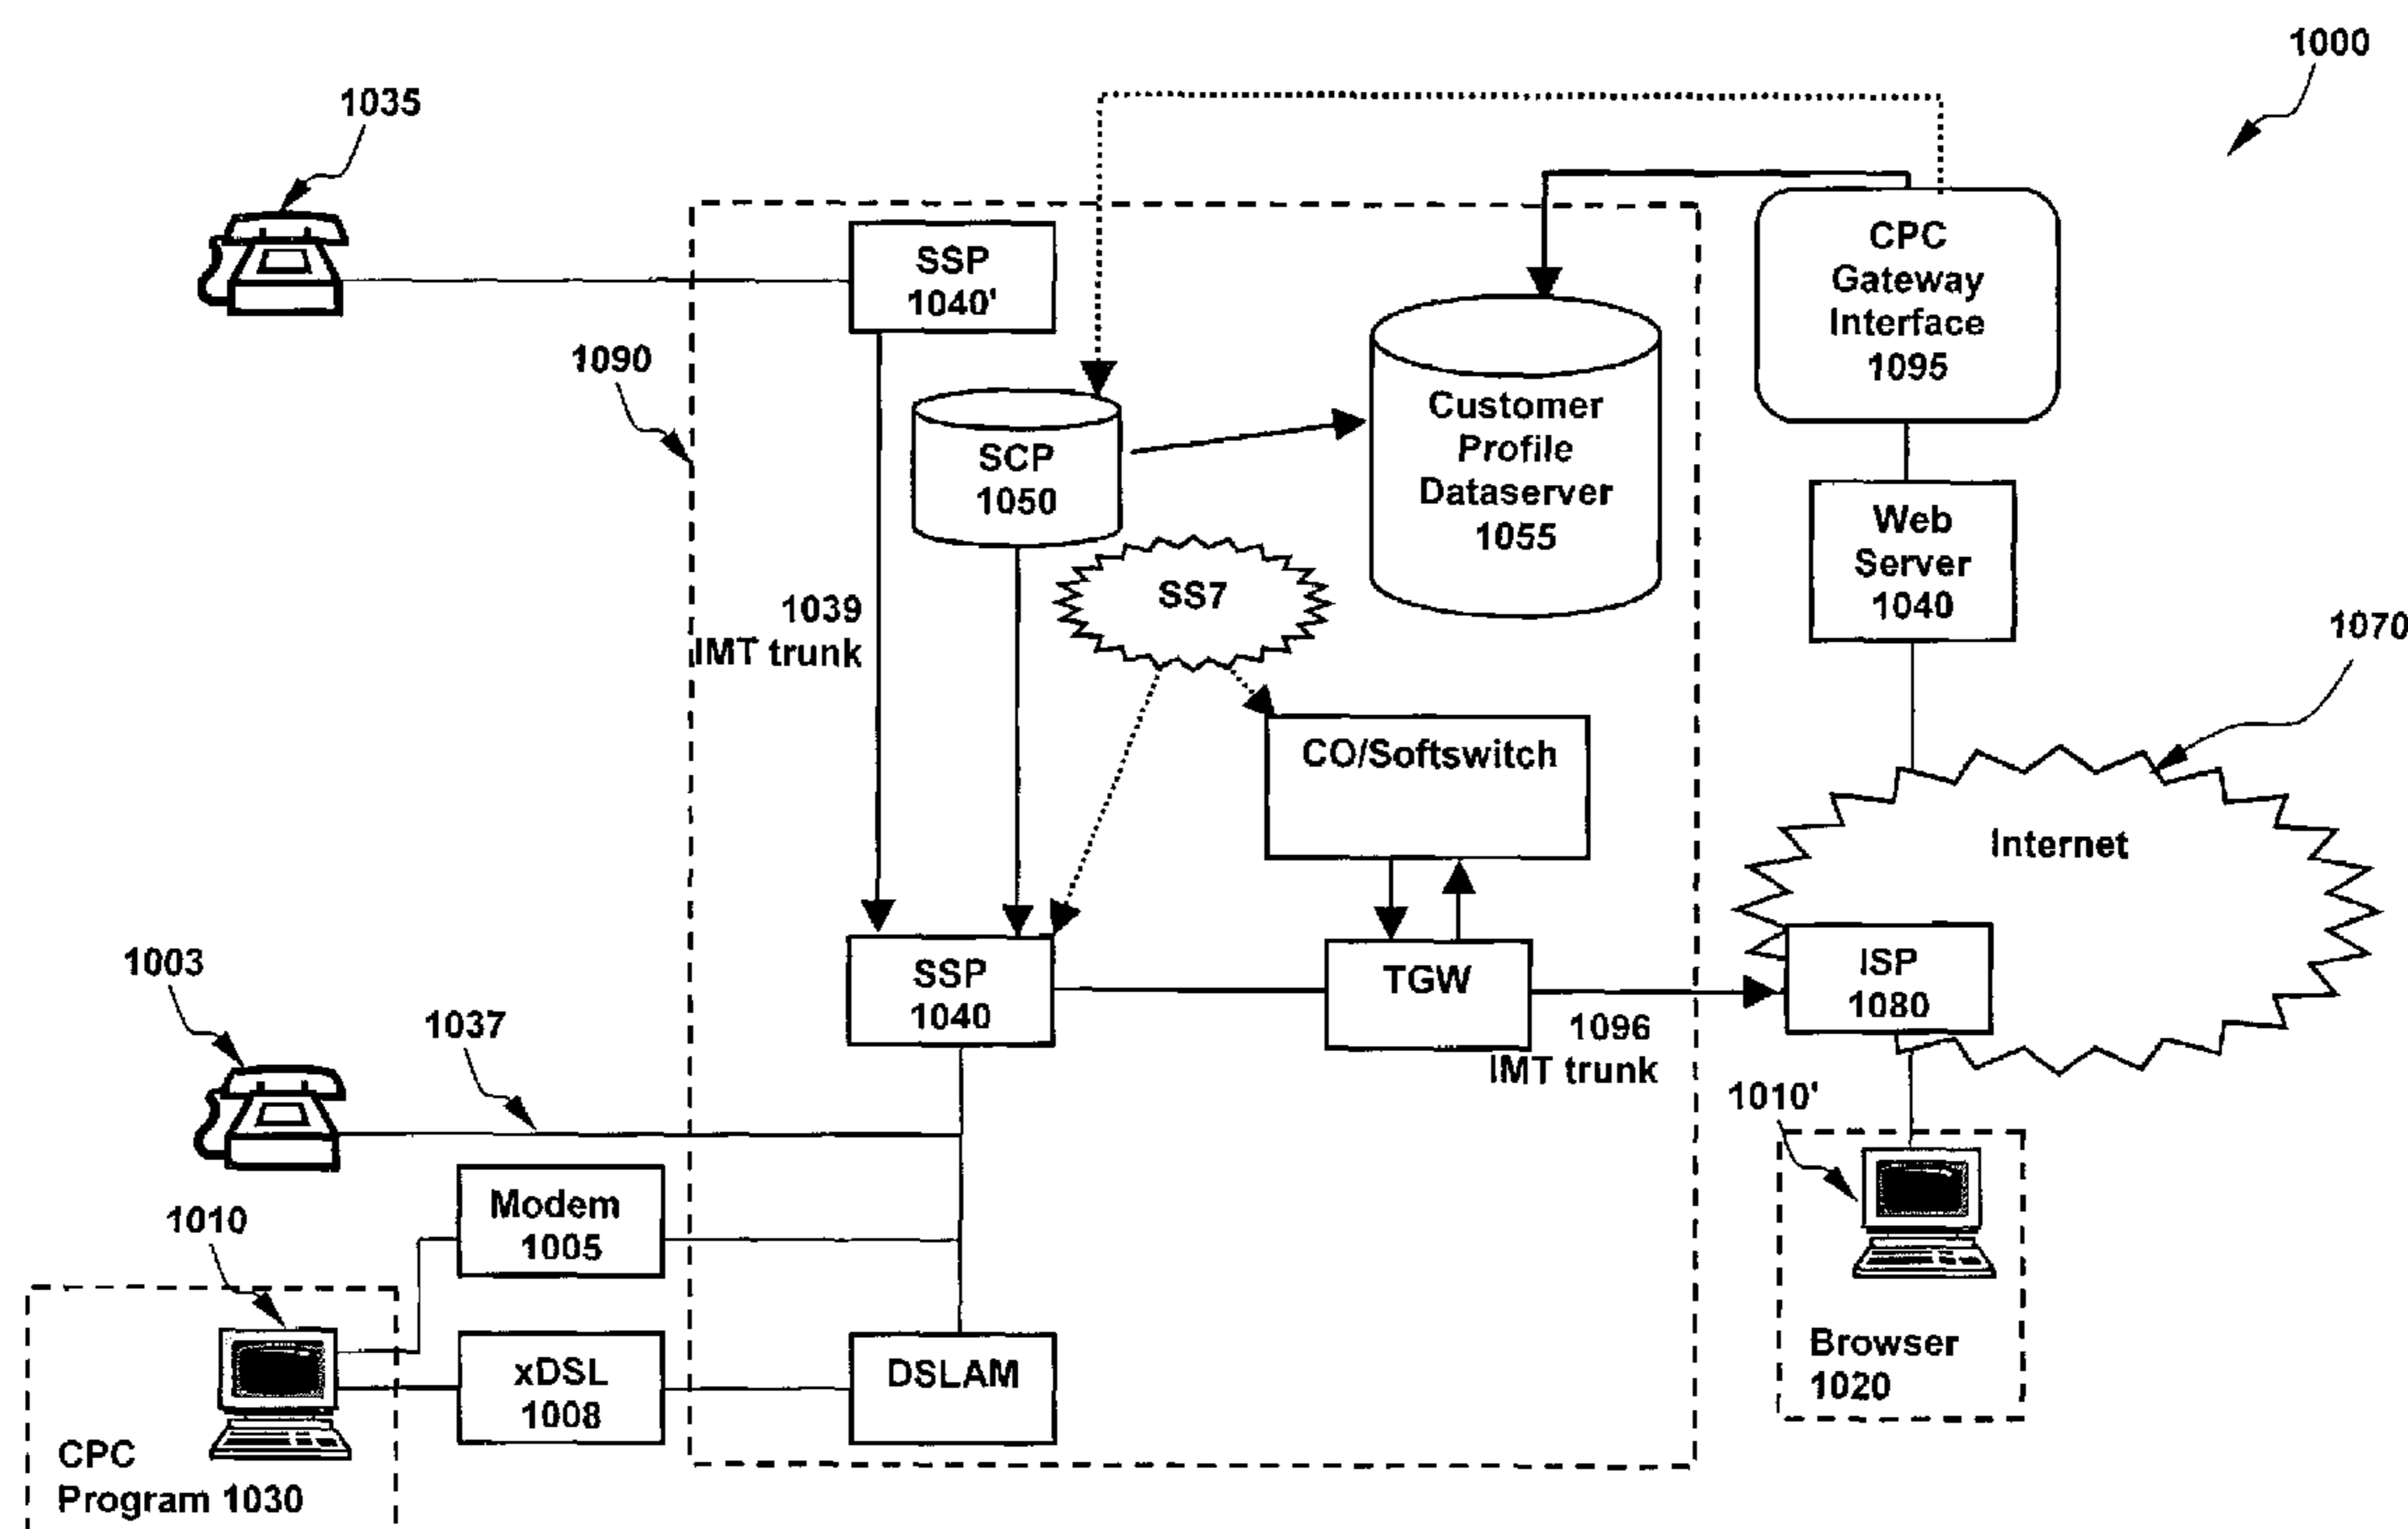 1000
1035
SSP
1040'
CPC
Gateway
Interface
1095
1090
SCP
1050
Customer
Profile
Dataserver
1055
Web
Server
1040
SS7
1039
IMT trunk
1070
CO/Softswitch
Internet
1003
1037
SSP
1040
TGW
ISP
1080
1096
IMT trunk
1010'
Modem
1005
1010
xDSL
1008
DSLAM
Browser
1020
CPC
Program 1030